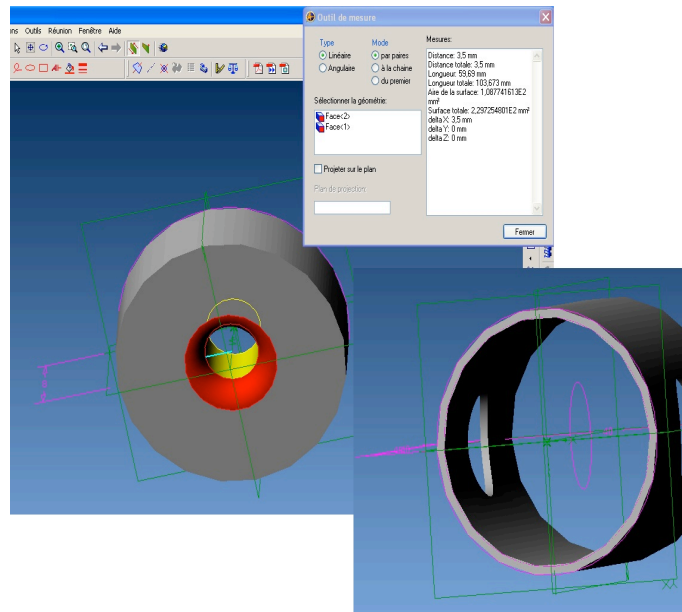 ns Outils Réunion Fenêtre Aide
Outil de mesure
Type
Linéaire
Angulaire
Mode
par paires
à la chaine
du premier
Sélectionner la géométrie:
Face<2>
Face<1>
Projeter sur le plan
Plan de projection:
Mesures:
Distance: 3,5 mm
Distance totale: 3,5 mm
Longueur: 59,69 mm
Longueur totale: 103,673 mm
Aire de la surface: 1,087741613E2
mm²
Surface totale: 2,297254801E2 mm²
delta X: 3,5 mm
delta Y: 0 mm
delta Z: 0 mm
Fermer